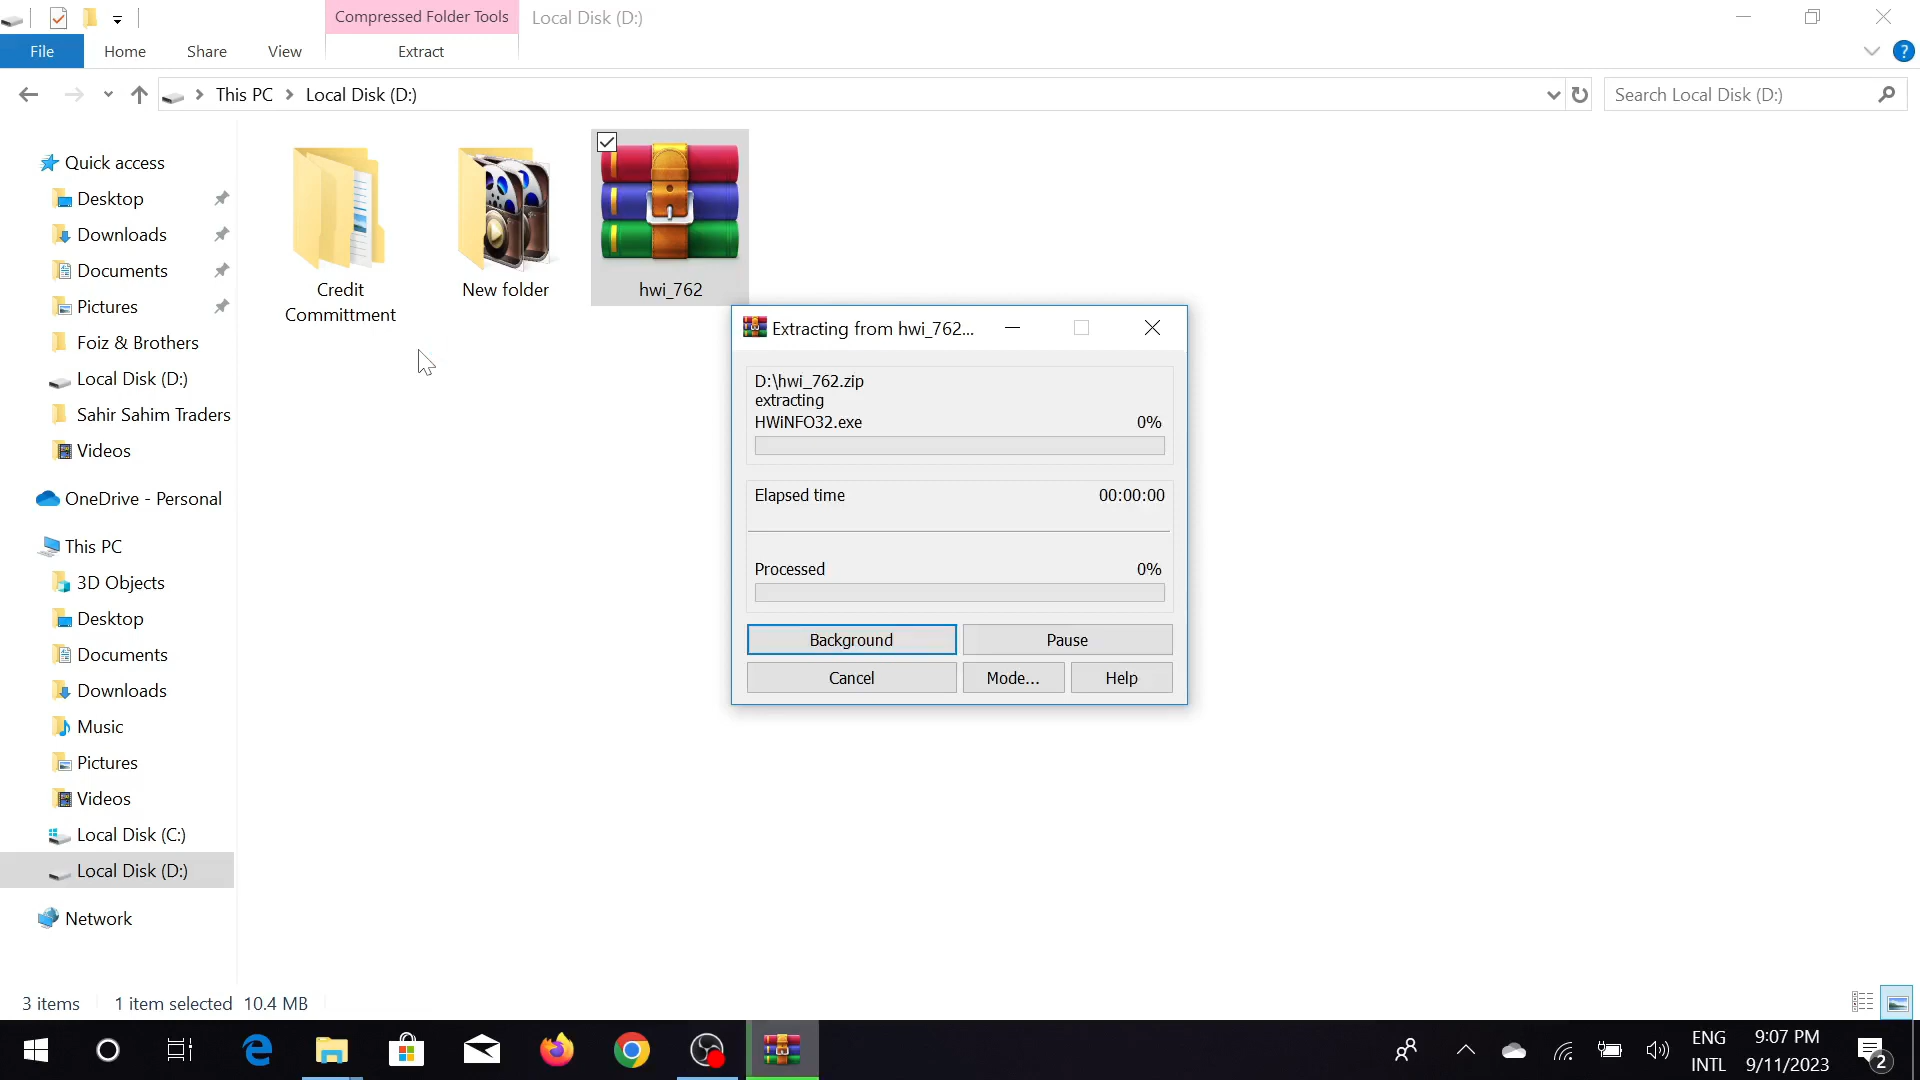 Compressed Folder Tools
Local Disk (D:)
File
Home
Share
View
Extract
?
This PC
Local Disk (D:)
Search Local Disk (D:)
Quick access
Desktop
Downloads
Documents
Pictures
Foiz & Brothers
Local Disk (D:)
Sahir Sahim Traders
Videos
OneDrive - Personal
This PC
3D Objects
Desktop
Documents
Downloads
Music
Pictures
Videos
Local Disk (C:)
Local Disk (D:)
Network
Credit
Committment
New folder
hwi_762
Extracting from hwi_762...
D:\hwi_762.zip
extracting
HWiNFO32.exe 0%
Elapsed time 00:00:00
Processed 0%
Background
Pause
Cancel
Mode...
Help
3 items
1 item selected 10.4 MB
ENG
INTL
9:07 PM
9/11/2023
2